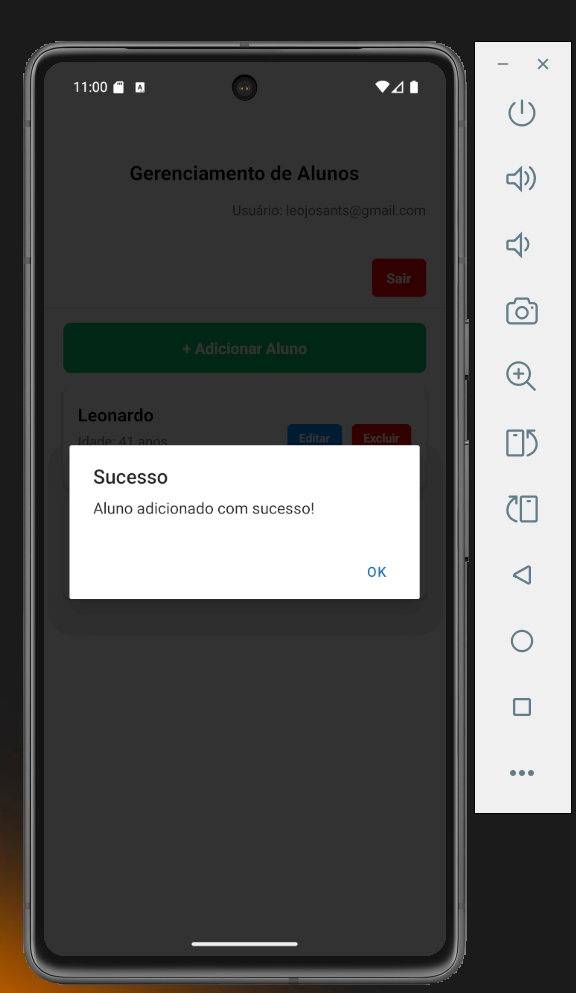 11:00
Gerenciamento de Alunos
Usuário: leojosants@gmail.com
Sair
+ Adicionar Aluno
Leonardo
Idade: 41 anos
Editar
Excluir
Sucesso
Aluno adicionado com sucesso!
OK